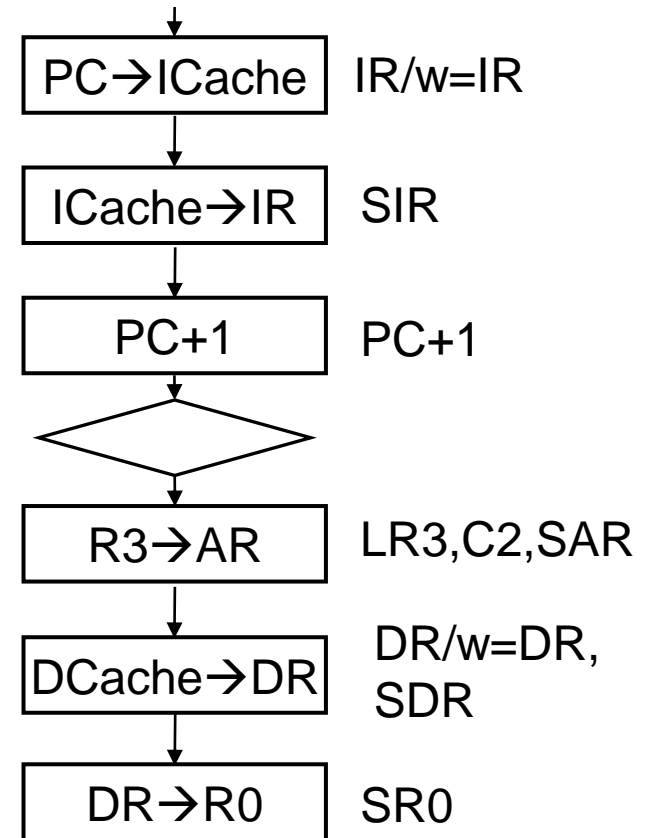 PC→ICache IR/w=IR
ICache→IR SIR
PC+1 PC+1
R3→AR LR3,C2,SAR
DCache→DR DR/w=DR,
SDR
DR→R0 SR0